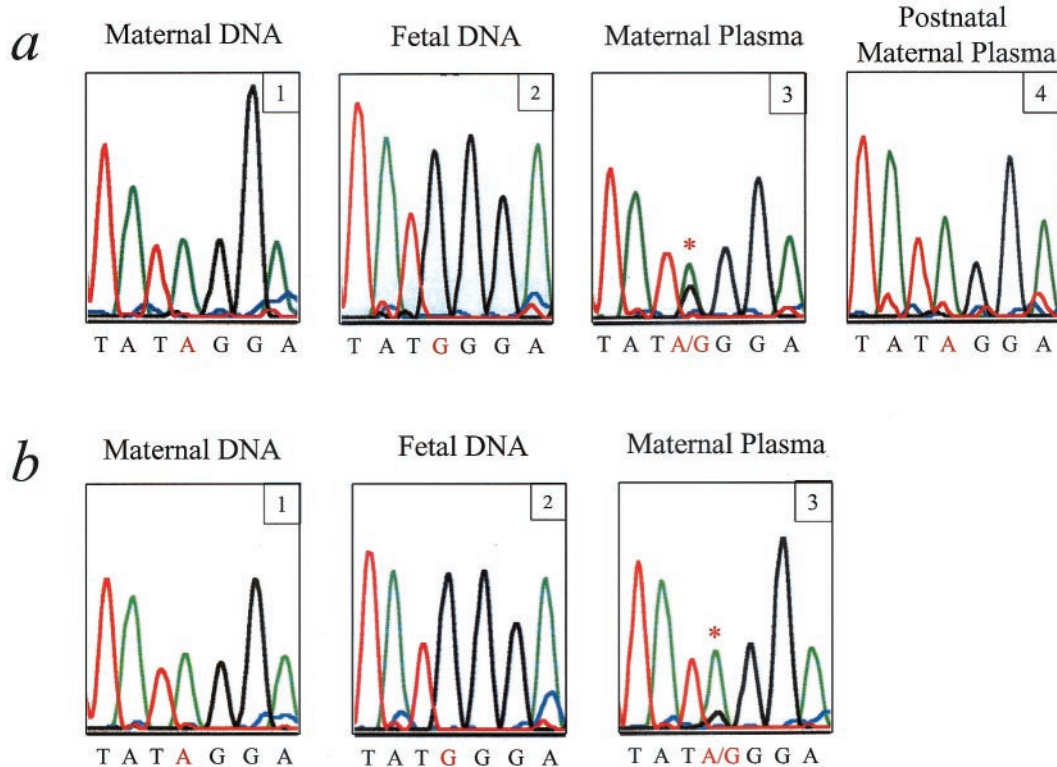 a
Maternal DNA
Fetal DNA
Maternal Plasma
Postnatal
Maternal Plasma
1
2
3
4
*
T A T A G G A
T A T G G G A
T A T A/G G G A
T A T A G G A
b
Maternal DNA
Fetal DNA
Maternal Plasma
1
2
3
*
T A T A G G A
T A T G G G A
T A T A/G G G A